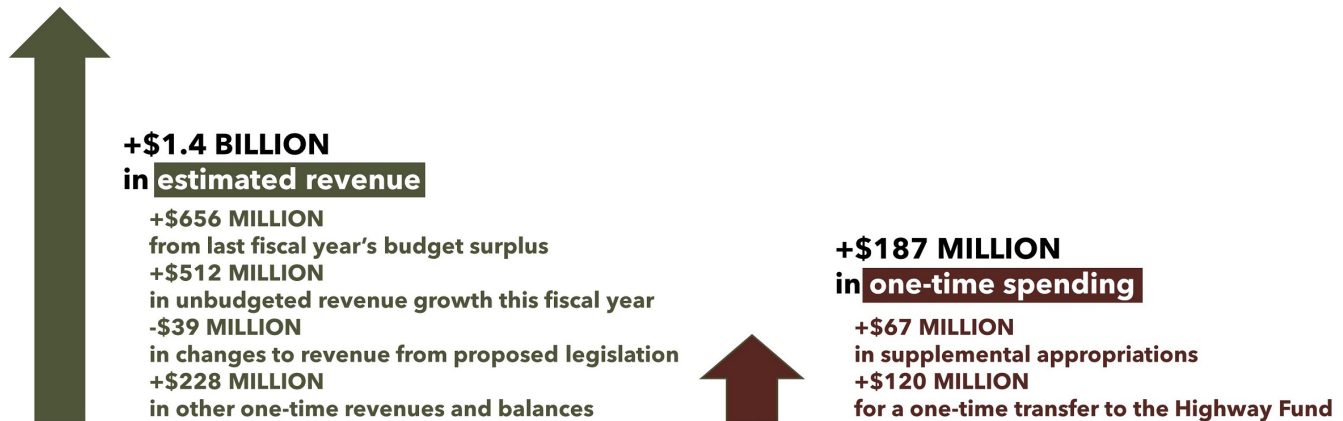 +$1.4 BILLION
in estimated revenue
+$656 MILLION
from last fiscal year’s budget surplus
+$512 MILLION
in unbudgeted revenue growth this fiscal year
-$39 MILLION
in changes to revenue from proposed legislation
+$228 MILLION
in other one-time revenues and balances
+$187 MILLION
in one-time spending
+$67 MILLION
in supplemental appropriations
+$120 MILLION
for a one-time transfer to the Highway Fund